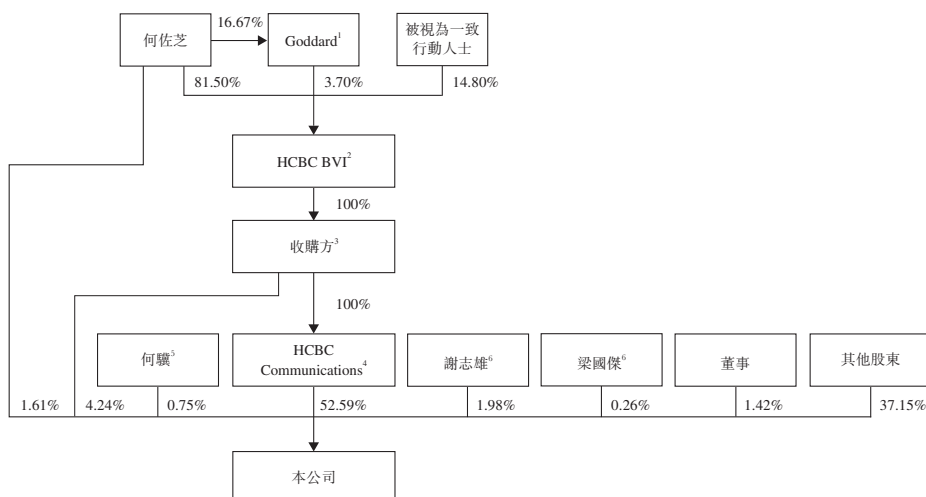 何佐芝
16.67%
Goddard1
被視為一致
行動人士
81.50%
3.70%
14.80%
HCBC BVI2
100%
收購方3
100%
何驥5
HCBC
Communications4
謝志雄6
梁國傑6
董事
其他股東
1.61%
4.24%
0.75%
52.59%
1.98%
0.26%
1.42%
37.15%
本公司